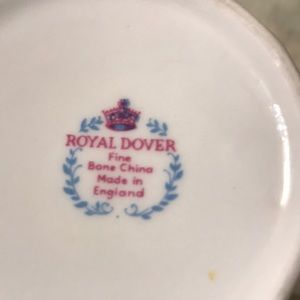 ROYAL DOVER
Fine
Bone China
Made in
England